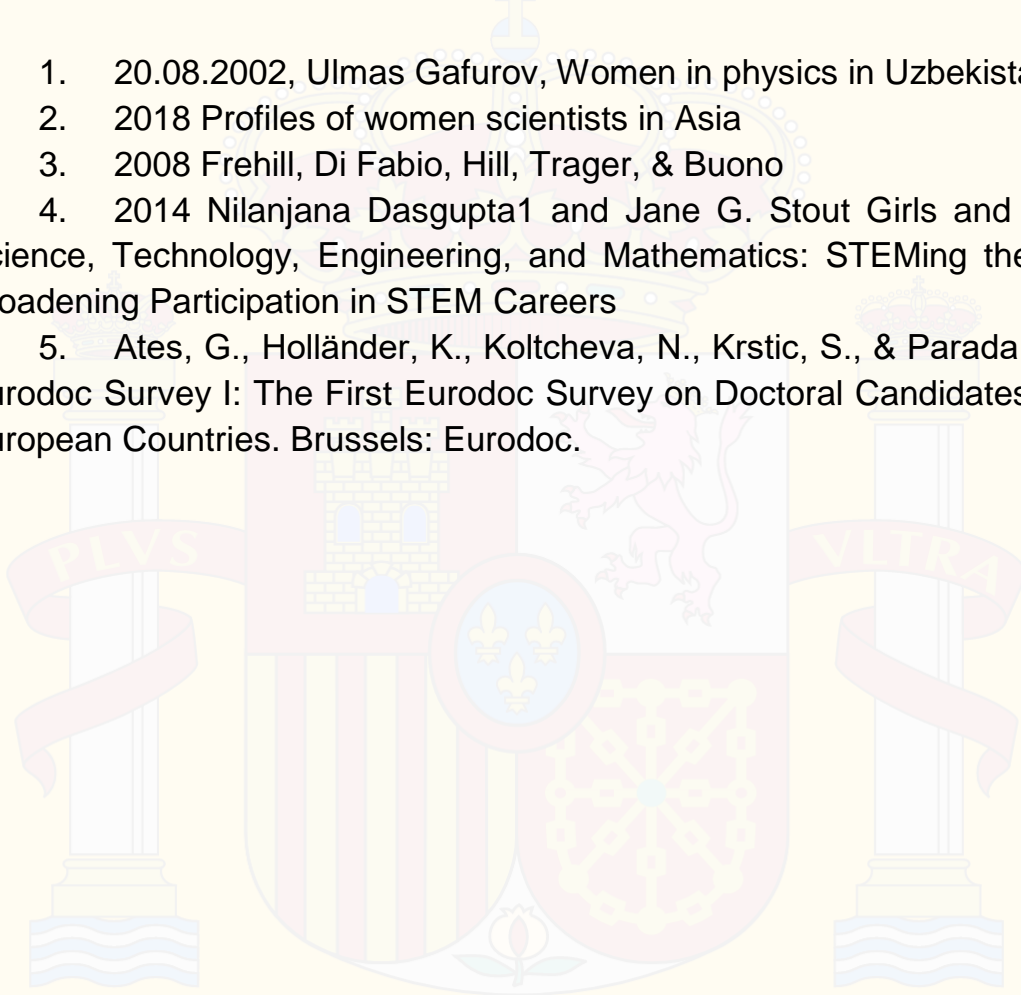 1. 20.08.2002, Ulmas Gafurov, Women in physics in Uzbekista
2. 2018 Profiles of women scientists in Asia
3. 2008 Frehill, Di Fabio, Hill, Trager, & Buono
4. 2014 Nilanjana Dasgupta1 and Jane G. Stout Girls and
cience, Technology, Engineering, and Mathematics: STEMing the
oadening Participation in STEM Careers
5. Ates, G., Holländer, K., Koltcheva, N., Krstic, S., & Parada
urodoc Survey I: The First Eurodoc Survey on Doctoral Candidates
uropean Countries. Brussels: Eurodoc.
PLVS
VLTRA